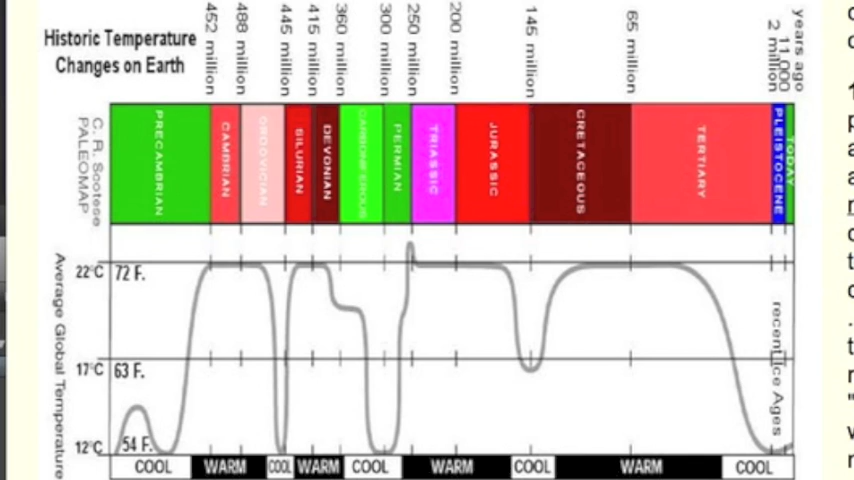 Historic Temperature
Changes on Earth
452 million
488 million
445 million
415 million
360 million
300 million
250 million
200 million
145 million
65 million
2 million
11,000
years ago
C. R. Scotese
PALEOMAP
PRECAMBRIAN
CAMBRIAN
ORDOVICIAN
SILURIAN
DEVONIAN
CARBONIFEROUS
PERMIAN
TRIASSIC
JURASSIC
CRETACEOUS
TERTIARY
PLEISTOCENE
TODAY
Average Global Temperature
22°C 72 F.
17°C 63 F.
12°C 54 F.
recent Ice Ages
COOL WARM COOL WARM COOL WARM COOL WARM COOL